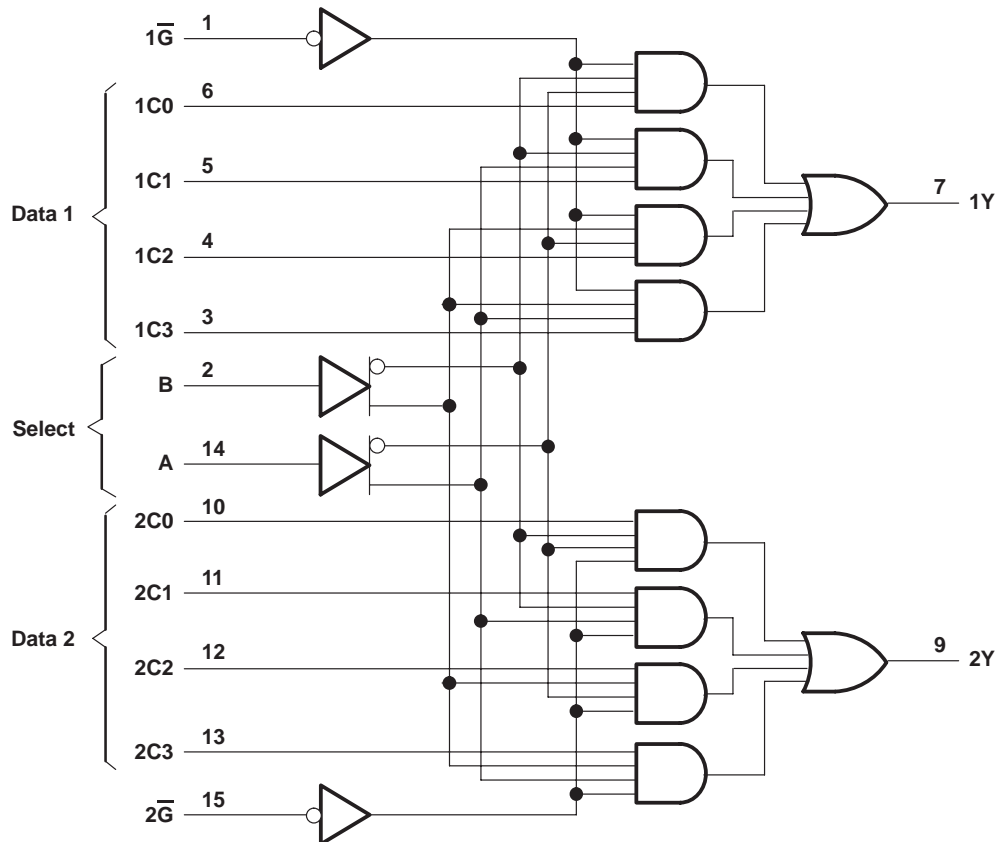 1G̅ 1
1C0 6
1C1 5
Data 1
7 1Y
1C2 4
1C3 3
B 2
Select
A 14
2C0 10
2C1 11
Data 2
9 2Y
2C2 12
2C3 13
2G̅ 15